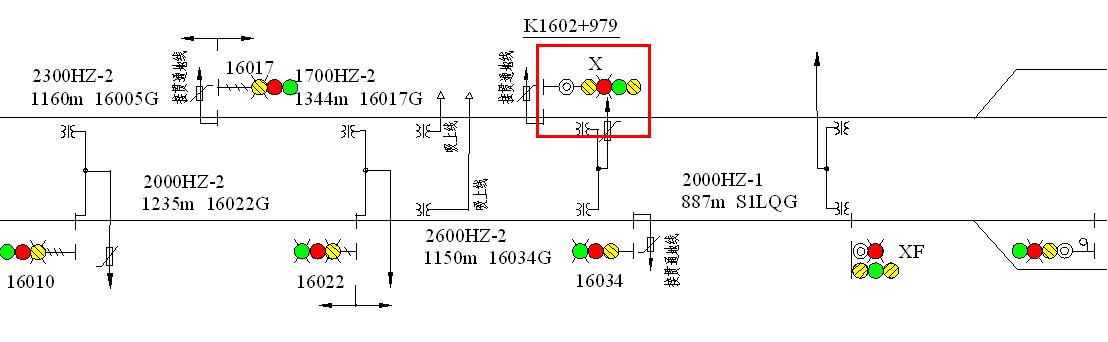 K1602+979
2300HZ-2
1160m 16005G
接贯通地线
16017
1700HZ-2
1344m 16017G
接贯通地线
X
吸上线
吸上线
2000HZ-2
1235m 16022G
2000HZ-1
887m S1LQG
2600HZ-2
1150m 16034G
接贯通地线
16010
16022
16034
XF